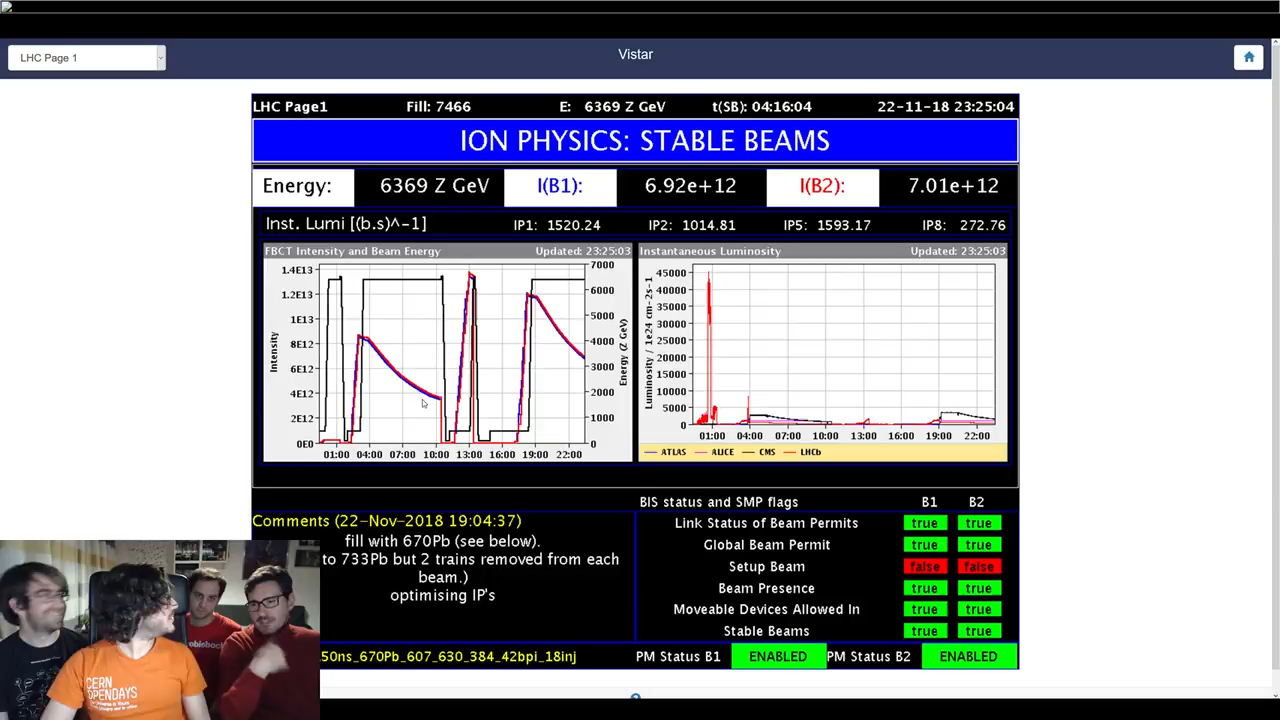 LHC Page 1
Vistar
LHC Page1 Fill: 7466 E: 6369 Z GeV t(SB): 04:16:04 22-11-18 23:25:04
ION PHYSICS: STABLE BEAMS
Energy: 6369 Z GeV I(B1): 6.92e+12 I(B2): 7.01e+12
Inst. Lumi [(b.s)^-1] IP1: 1520.24 IP2: 1014.81 IP5: 1593.17 IP8: 272.76
FBCT Intensity and Beam Energy Updated: 23:25:03
Intensity
1.4E13
1.2E13
1E13
8E12
6E12
4E12
2E12
0E0
7000
6000
5000
4000
3000
2000
1000
0
Energy (Z GeV)
01:00 04:00 07:00 10:00 13:00 16:00 19:00 22:00
Instantaneous Luminosity Updated: 23:25:03
Luminosity / 1e24 cm-2s-1
45000
40000
35000
30000
25000
20000
15000
10000
5000
0
01:00 04:00 07:00 10:00 13:00 16:00 19:00 22:00
ATLAS ALICE CMS LHCb
Comments (22-Nov-2018 19:04:37)
fill with 670Pb (see below).
to 733Pb but 2 trains removed from each
beam.)
optimising IP's
BIS status and SMP flags B1 B2
Link Status of Beam Permits true true
Global Beam Permit true true
Setup Beam false false
Beam Presence true true
Moveable Devices Allowed In true true
Stable Beams true true
50ns_670Pb_607_630_384_42bpi_18inj
PM Status B1 ENABLED PM Status B2 ENABLED
CERN
OPENDAYS